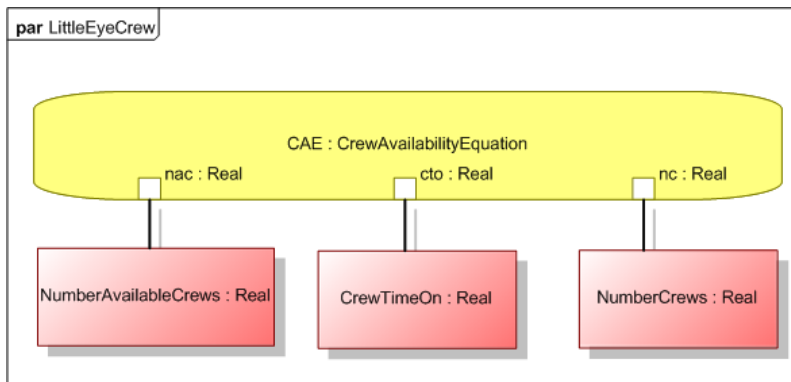 par LittleEyeCrew
CAE : CrewAvailabilityEquation
nac : Real
cto : Real
nc : Real
NumberAvailableCrews : Real
CrewTimeOn : Real
NumberCrews : Real